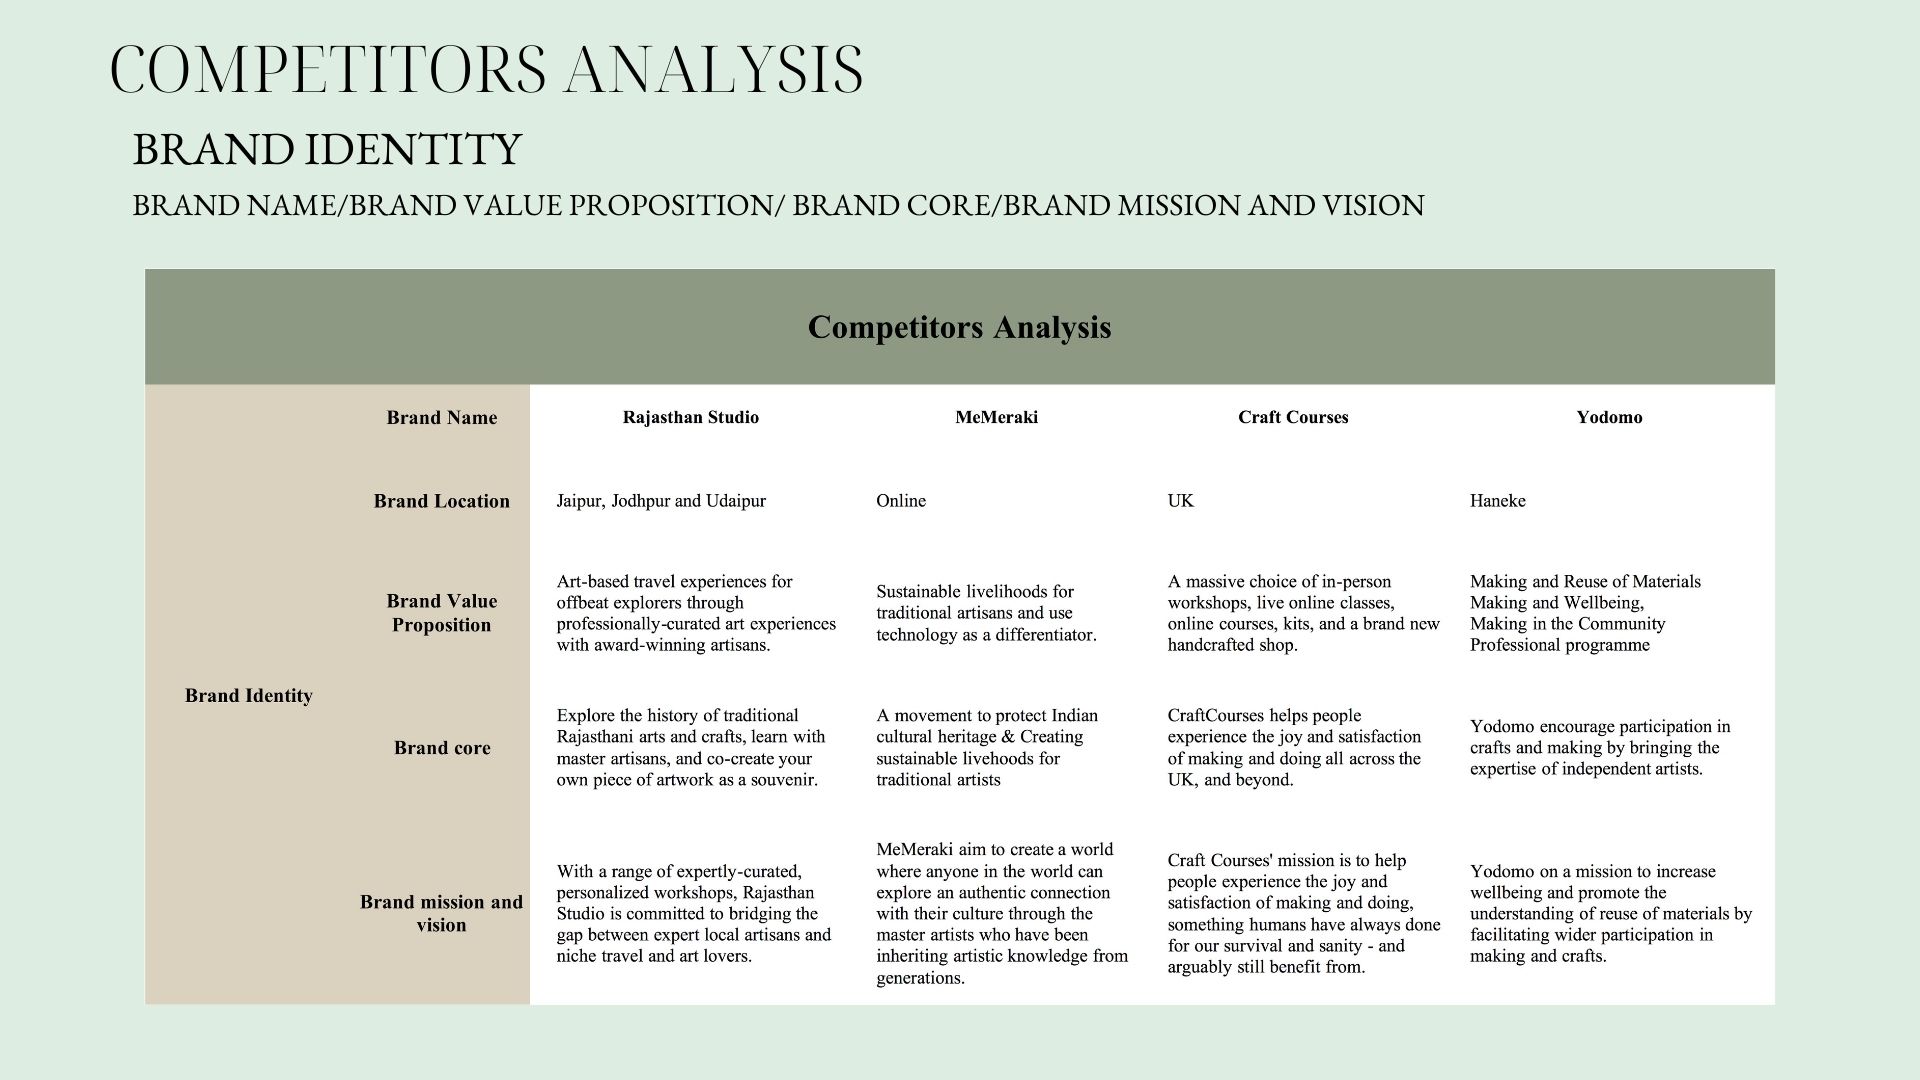 COMPETITORS ANALYSIS
BRAND IDENTITY
BRAND NAME/BRAND VALUE PROPOSITION/ BRAND CORE/BRAND MISSION AND VISION
Competitors Analysis
Brand Identity
Brand Name
Rajasthan Studio
MeMeraki
Craft Courses
Yodomo
Brand Location
Jaipur, Jodhpur and Udaipur
Online
UK
Haneke
Brand Value
Proposition
Art-based travel experiences for
offbeat explorers through
professionally-curated art experiences
with award-winning artisans.
Sustainable livelihoods for
traditional artisans and use
technology as a differentiator.
A massive choice of in-person
workshops, live online classes,
online courses, kits, and a brand new
handcrafted shop.
Making and Reuse of Materials
Making and Wellbeing,
Making in the Community
Professional programme
Brand core
Explore the history of traditional
Rajasthani arts and crafts, learn with
master artisans, and co-create your
own piece of artwork as a souvenir.
A movement to protect Indian
cultural heritage & Creating
sustainable livehoods for
traditional artists
CraftCourses helps people
experience the joy and satisfaction
of making and doing all across the
UK, and beyond.
Yodomo encourage participation in
crafts and making by bringing the
expertise of independent artists.
Brand mission and
vision
With a range of expertly-curated,
personalized workshops, Rajasthan
Studio is committed to bridging the
gap between expert local artisans and
niche travel and art lovers.
MeMeraki aim to create a world
where anyone in the world can
explore an authentic connection
with their culture through the
master artists who have been
inheriting artistic knowledge from
generations.
Craft Courses' mission is to help
people experience the joy and
satisfaction of making and doing,
something humans have always done
for our survival and sanity - and
arguably still benefit from.
Yodomo on a mission to increase
wellbeing and promote the
understanding of reuse of materials by
facilitating wider participation in
making and crafts.